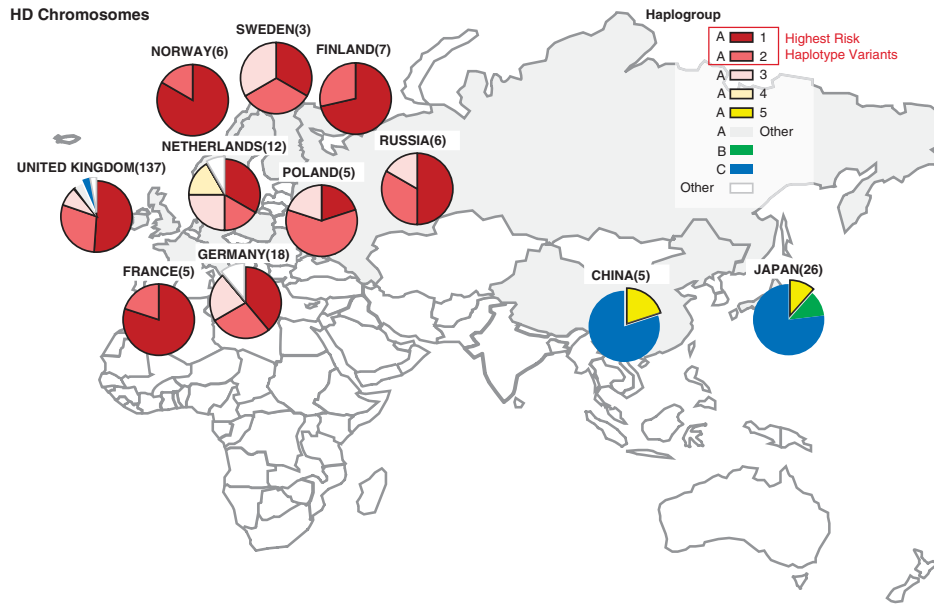 HD Chromosomes
Haplogroup
A 1 Highest Risk
A 2 Haplotype Variants
A 3
A 4
A 5
A Other
B
C
Other
SWEDEN(3)
NORWAY(6)
FINLAND(7)
NETHERLANDS(12)
RUSSIA(6)
UNITED KINGDOM(137)
POLAND(5)
GERMANY(18)
FRANCE(5)
CHINA(5)
JAPAN(26)